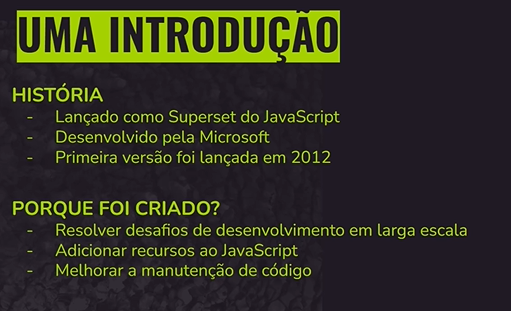 UMA INTRODUÇÃO
HISTÓRIA
- Lançado como Superset do JavaScript
- Desenvolvido pela Microsoft
- Primeira versão foi lançada em 2012
PORQUE FOI CRIADO?
- Resolver desafios de desenvolvimento em larga escala
- Adicionar recursos ao JavaScript
- Melhorar a manutenção de código